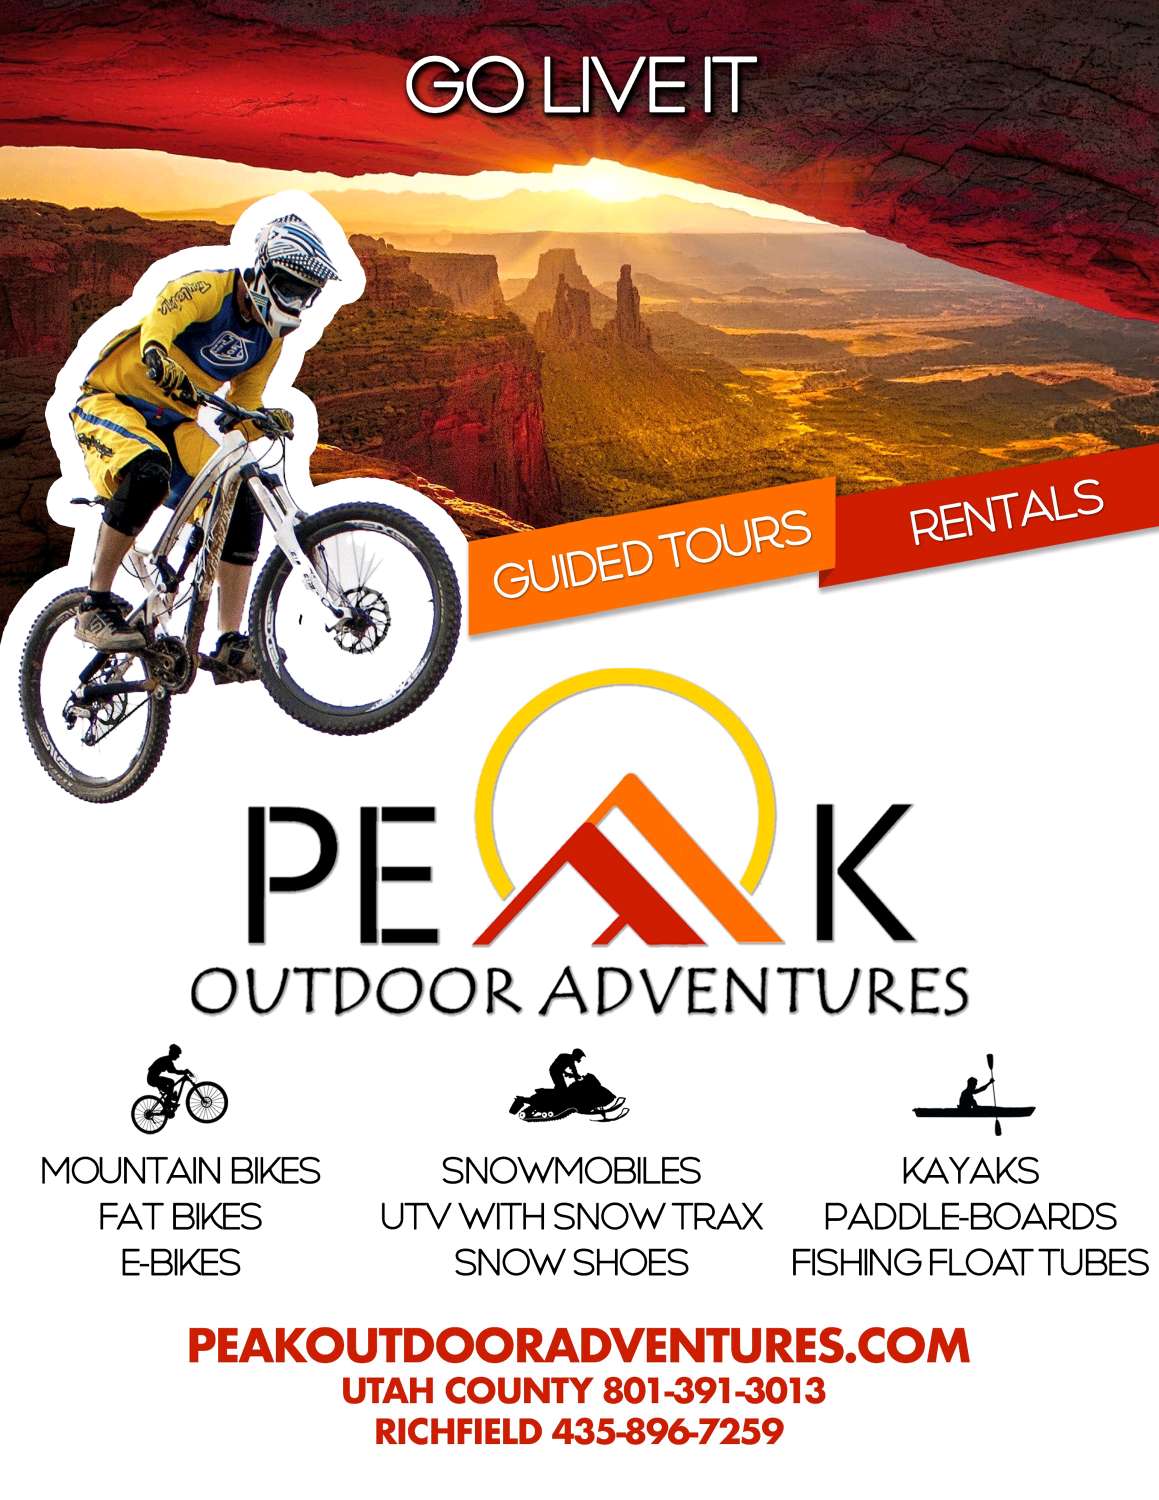 GO LIVE IT
GUIDED TOURS
RENTALS
PEAK
OUTDOOR ADVENTURES
MOUNTAIN BIKES
FAT BIKES
E-BIKES
SNOWMOBILES
UTV WITH SNOW TRAX
SNOW SHOES
KAYAKS
PADDLE-BOARDS
FISHING FLOAT TUBES
PEAKOUTDOORADVENTURES.COM
UTAH COUNTY 801-391-3013
RICHFIELD 435-896-7259